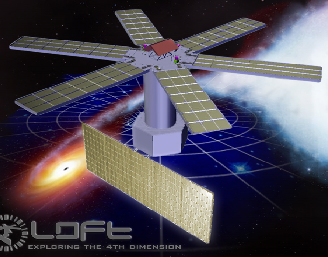 LOFT
EXPLORING THE 4TH DIMENSION